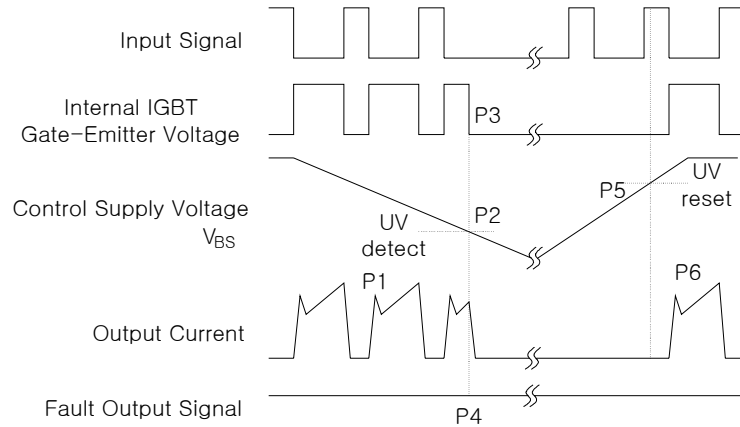 Input Signal
Internal IGBT
Gate-Emitter Voltage
P3
Control Supply Voltage
VBS
UV
detect
P2
P5
UV
reset
P1
P6
Output Current
Fault Output Signal
P4